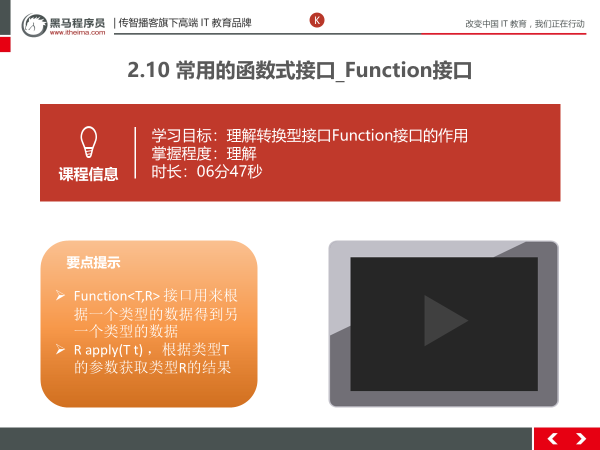 黑马程序员
www.itheima.com
传智播客旗下高端 IT 教育品牌
K
改变中国 IT 教育，我们正在行动
2.10 常用的函数式接口_Function接口
课程信息
学习目标：理解转换型接口Function接口的作用
掌握程度：理解
时长：06分47秒
要点提示
Function<T,R> 接口用来根
据一个类型的数据得到另
一个类型的数据
R apply(T t) ，根据类型T
的参数获取类型R的结果